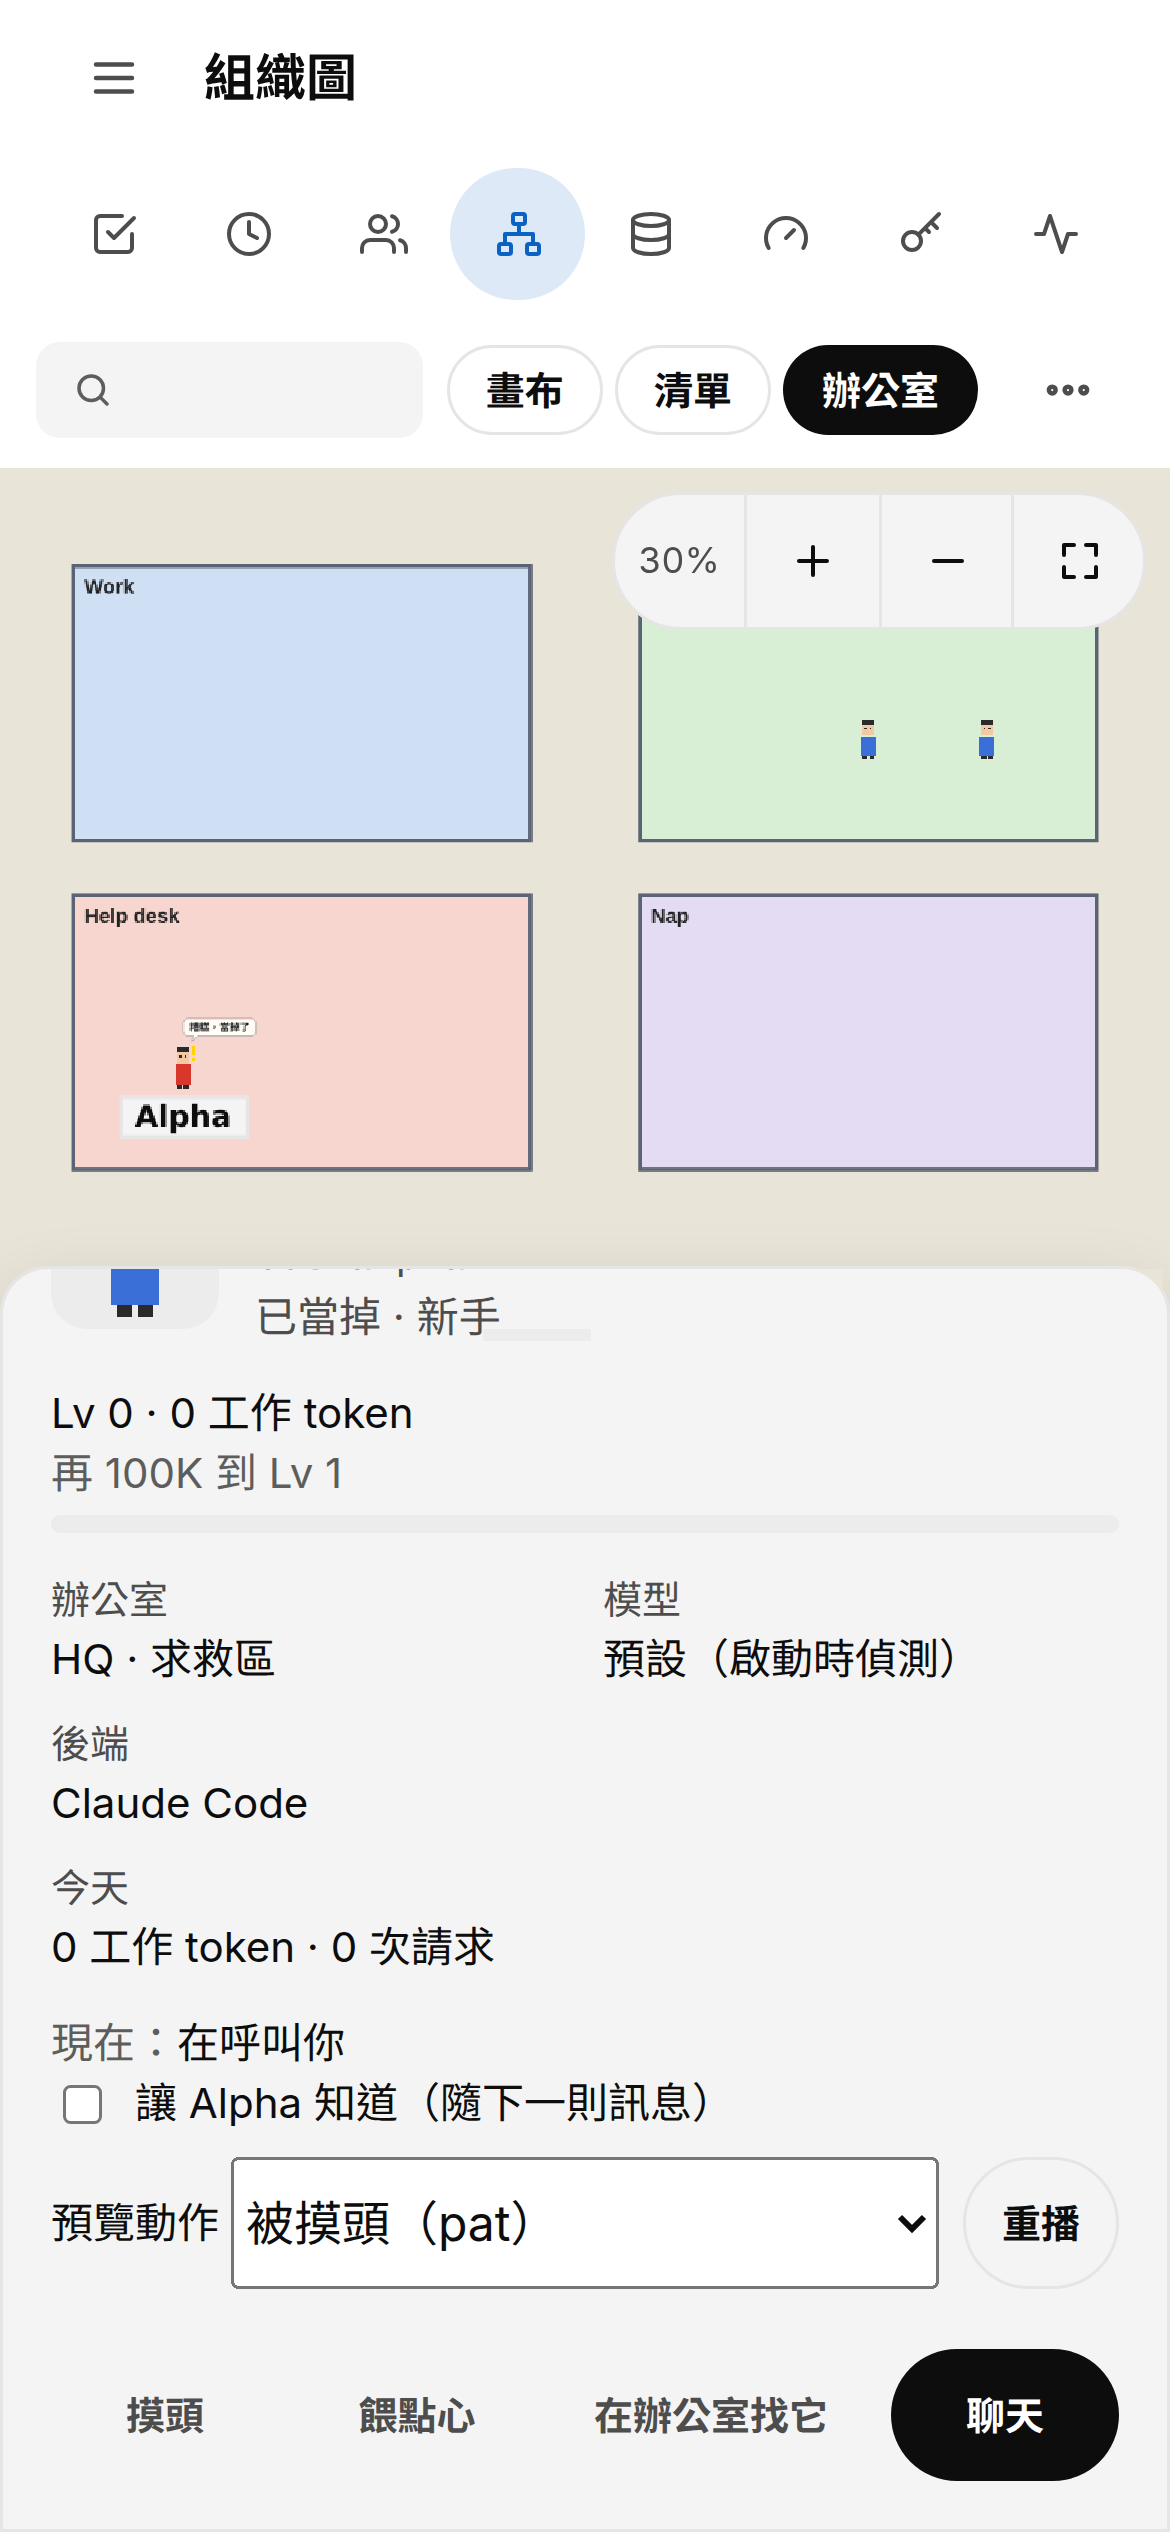 組織圖
畫布 清單 辦公室
30%
Work
Help desk
Nap
糟糕，當掉了
Alpha
已當掉 · 新手
Lv 0 · 0 工作 token
再 100K 到 Lv 1
辦公室 模型
HQ · 求救區 預設（啟動時偵測）
後端
Claude Code
今天
0 工作 token · 0 次請求
現在：在呼叫你
讓 Alpha 知道（隨下一則訊息）
預覽動作 被摸頭（pat） 重播
摸頭 餵點心 在辦公室找它 聊天